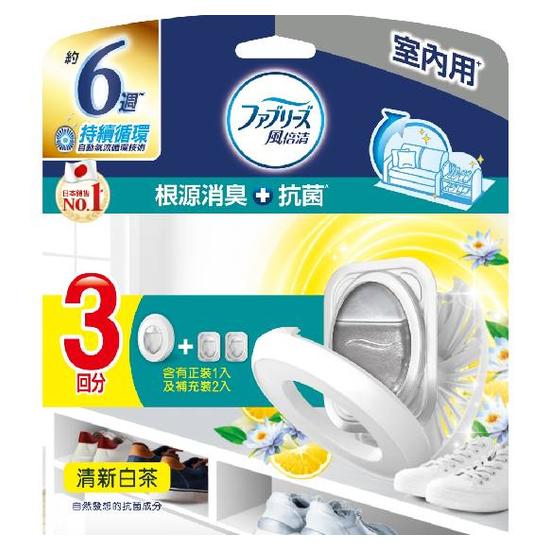 約
6週~
持續循環
自動氣流循環技術
日本銷售
NO.1
室內用+
ファブリーズ
風倍清
根源消臭+抗菌^
3
回分
含有正裝1入
及補充裝2入
清新白茶
自然發想的抗菌成分